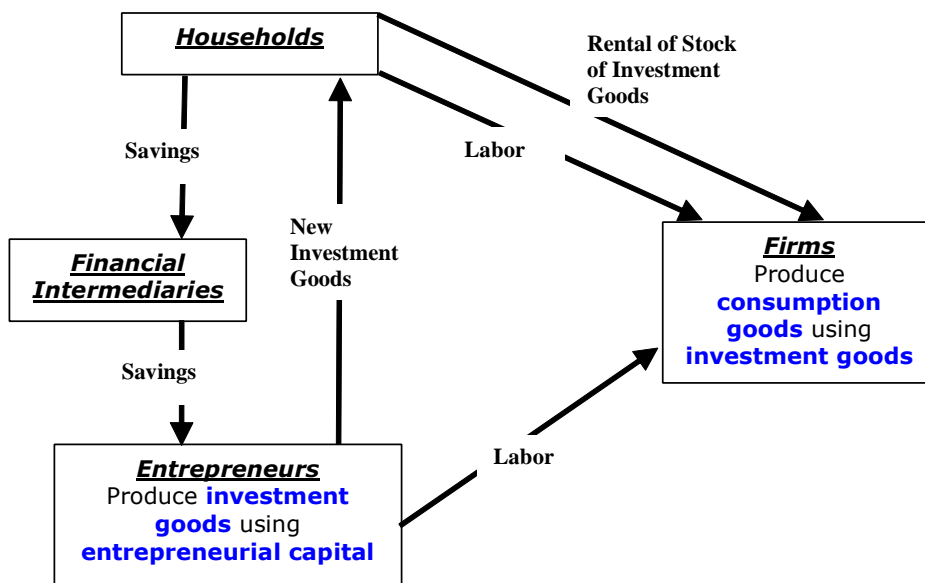 Households
Rental of Stock
of Investment
Goods
Savings
Labor
New
Investment
Goods
Financial
Intermediaries
Firms
Produce
consumption
goods using
investment goods
Savings
Labor
Entrepreneurs
Produce investment
goods using
entrepreneurial capital